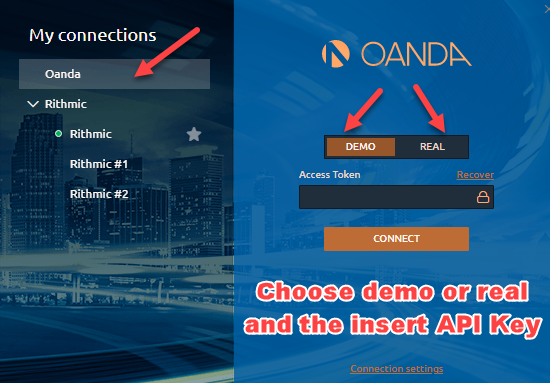 My connections
Oanda
Rithmic
Rithmic
Rithmic #1
Rithmic #2
OANDA
DEMO REAL
Access Token Recover
CONNECT
Choose demo or real
and the insert API Key
Connection settings